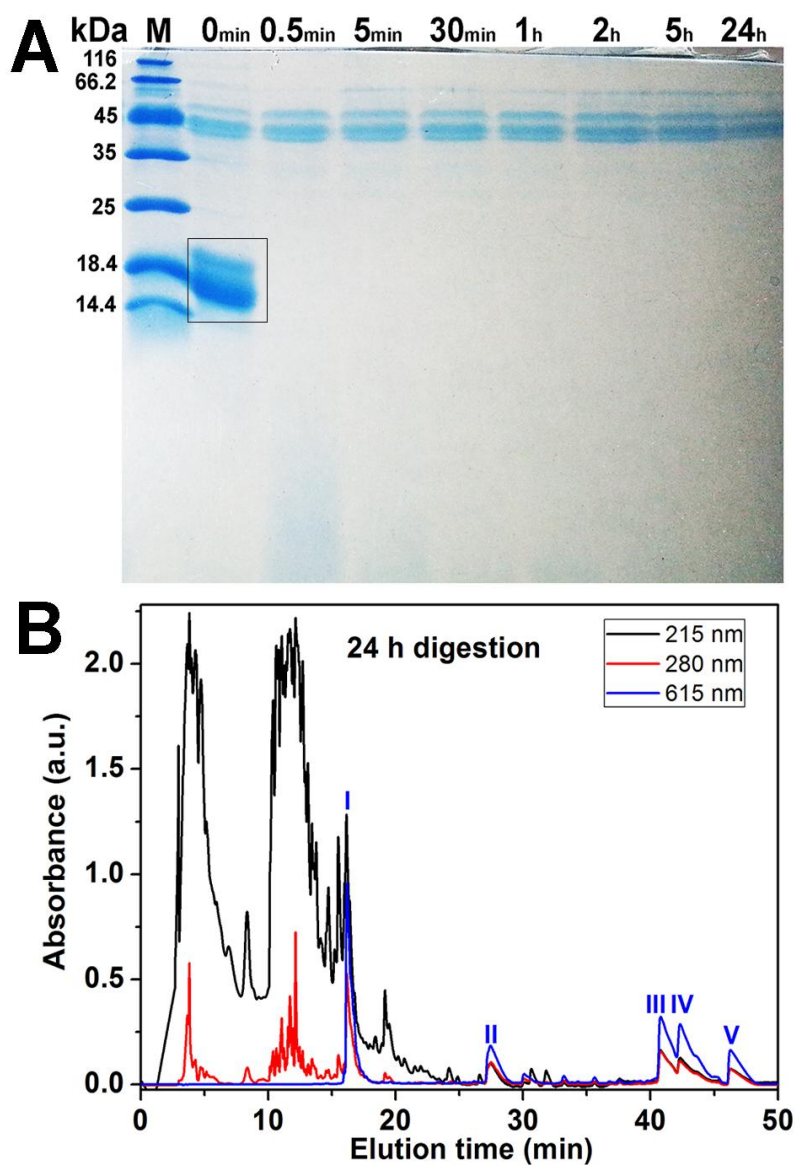 A
kDa M 0min 0.5min 5min 30min 1h 2h 5h 24h
116
66.2
45
35
25
18.4
14.4
B
24 h digestion
215 nm
280 nm
615 nm
2.0
1.5
1.0
0.5
0.0
I
II
III IV
V
Absorbance (a.u.)
0 10 20 30 40 50
Elution time (min)